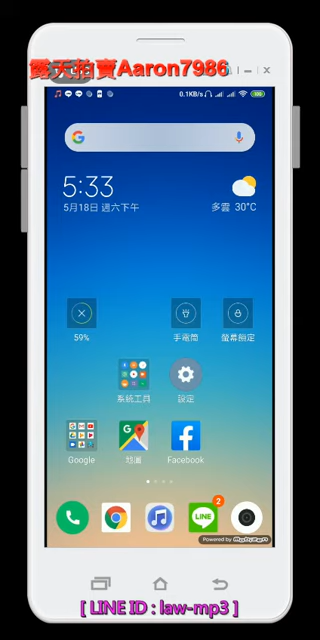 露天拍賣Aaron7986
0.1KB/s
5:33
5月18日 週六下午
多雲 30°C
59%
手電筒
螢幕鎖定
系統工具
設定
Google
地圖
Facebook
LINE
2
Powered by
[ LINE ID : law-mp3 ]